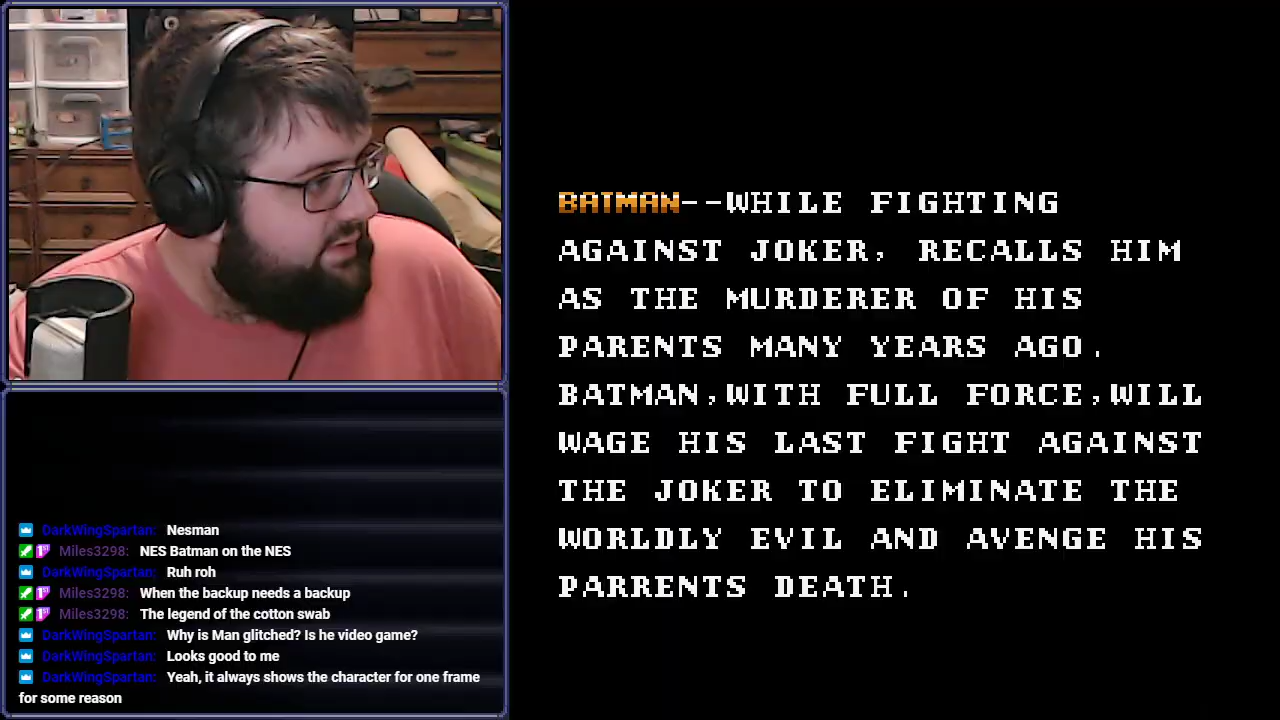 BATMAN--WHILE FIGHTING
AGAINST JOKER, RECALLS HIM
AS THE MURDERER OF HIS
PARENTS MANY YEARS AGO.
BATMAN,WITH FULL FORCE,WILL
WAGE HIS LAST FIGHT AGAINST
THE JOKER TO ELIMINATE THE
WORLDLY EVIL AND AVENGE HIS
PARRENTS DEATH.
DarkWingSpartan: Nesman
Miles3298: NES Batman on the NES
DarkWingSpartan: Ruh roh
Miles3298: When the backup needs a backup
Miles3298: The legend of the cotton swab
DarkWingSpartan: Why is Man glitched? Is he video game?
DarkWingSpartan: Looks good to me
DarkWingSpartan: Yeah, it always shows the character for one frame
for some reason